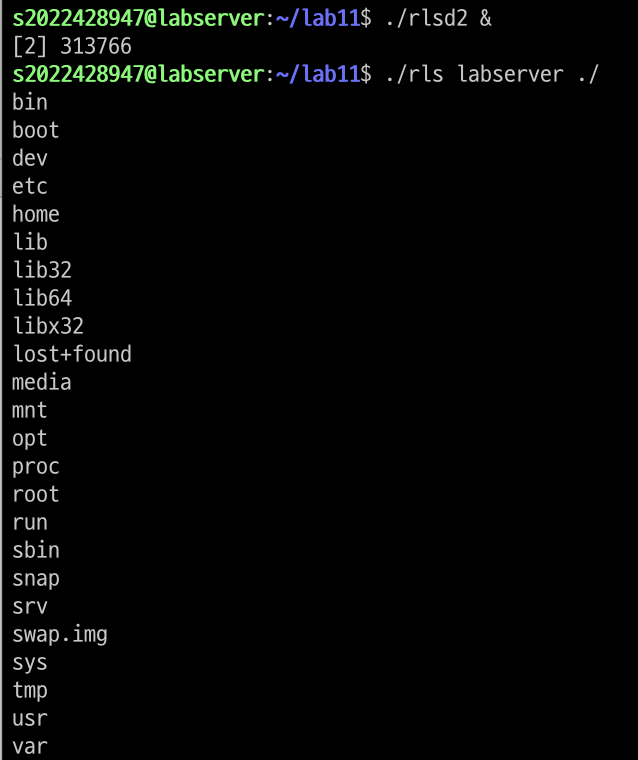 s2022428947@labserver:~/lab11$ ./rlsd2 &
[2] 313766
s2022428947@labserver:~/lab11$ ./rls labserver ./
bin
boot
dev
etc
home
lib
lib32
lib64
libx32
lost+found
media
mnt
opt
proc
root
run
sbin
snap
srv
swap.img
sys
tmp
usr
var